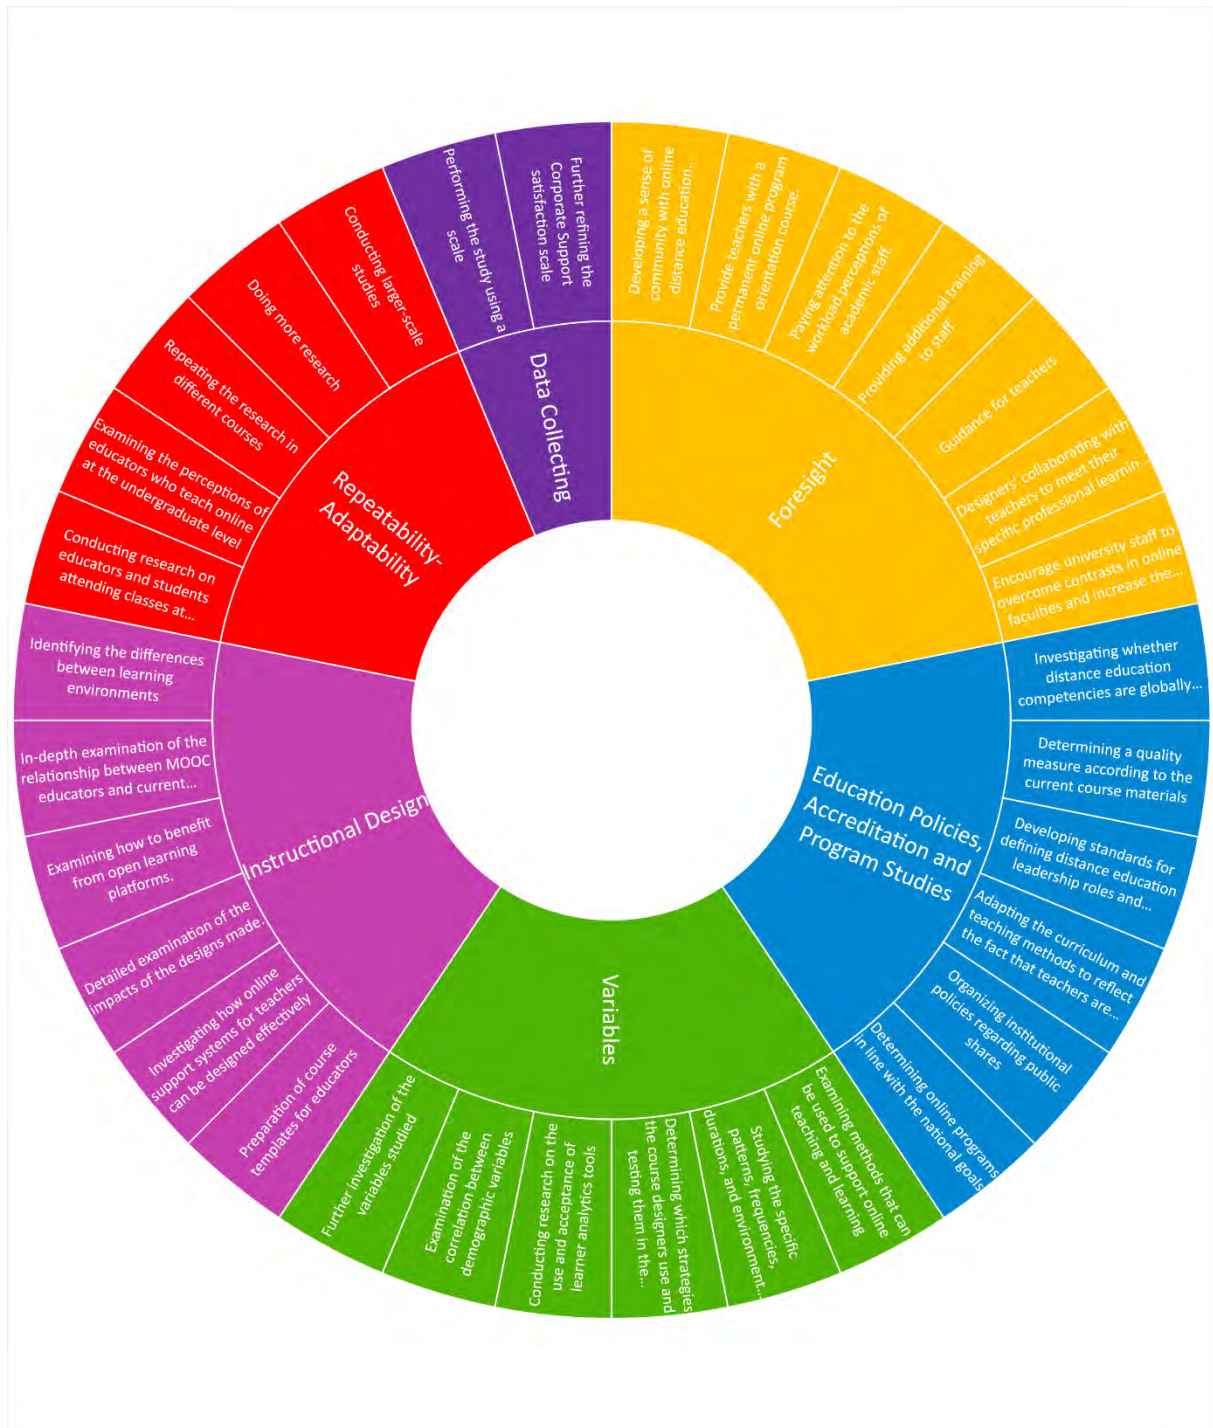 Developing a sense of
community with online
distance education...
Provide teachers with a
permanent online program
orientation course.
Paying attention to the
workload perceptions of
academic staff.
Providing additional training
to staff
Guidance for teachers
Designers' collaborating with
teachers to meet their
specific professional learnin...
Encourage university staff to
overcome contrasts in online
faculties and increase the...
Foresight
Investigating whether
distance education
competencies are globally...
Determining a quality
measure according to the
current course materials
Developing standards for
defining distance education
leadership roles and...
Adapting the curriculum and
teaching methods to reflect
the fact that teachers are...
Organizing institutional
policies regarding public
shares
Determining online programs
in line with the national goals
Education Policies,
Accreditation and
Program Studies
Examining methods that can
be used to support online
teaching and learning
Studying the specific
patterns, frequencies,
durations, and environment...
Determining which strategies
the course designers use and
testing them in the...
Conducting research on the
use and acceptance of
learner analytics tools
Examination of the
correlation between
demographic variables
Further investigation of the
variables studied
Variables
Preparation of course
templates for educators
Investigating how online
support systems for teachers
can be designed effectively
Detailed examination of the
impacts of the designs made.
Examining how to benefit
from open learning
platforms.
In-depth examination of the
relationship between MOOC
educators and current...
Identifying the differences
between learning
environments
Instructional Design
Conducting research on
educators and students
attending classes at...
Examining the perceptions of
educators who teach online
at the undergraduate level
Repeating the research in
different courses
Doing more research
Conducting larger-scale
studies
Repeatability-
Adaptability
Performing the study using a
scale
Further refining the
Corporate Support
satisfaction scale
Data Collecting